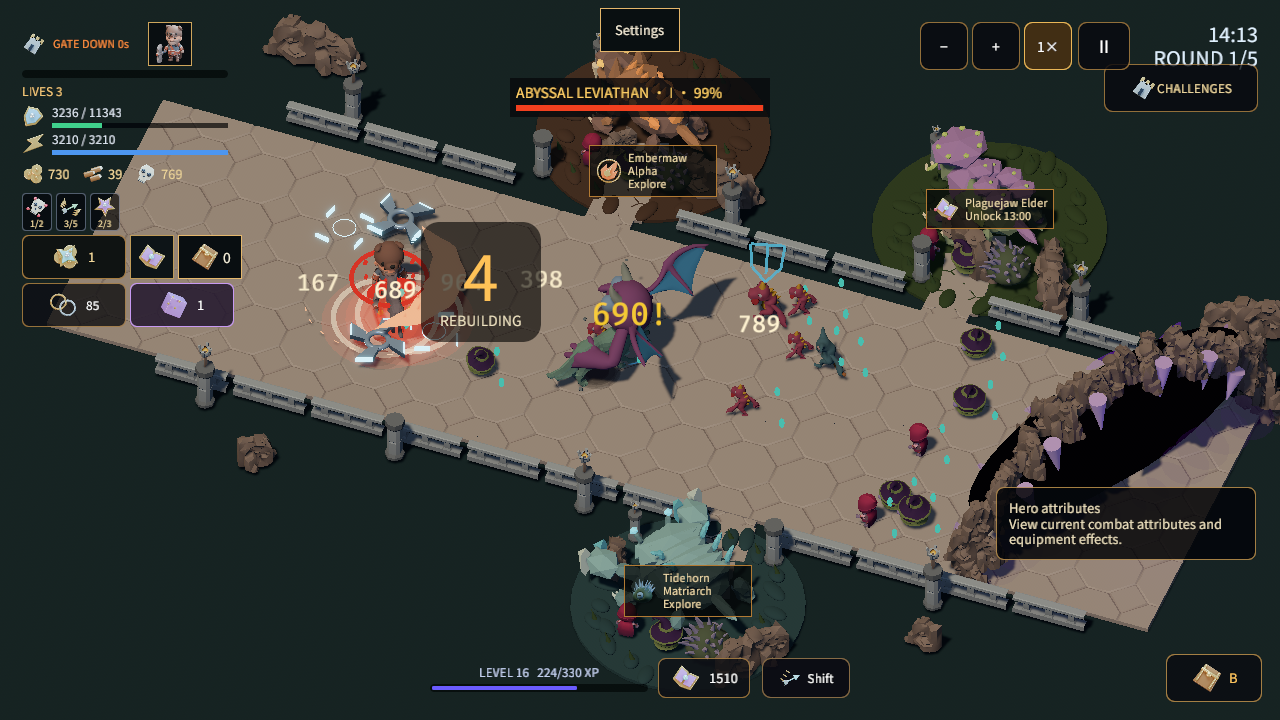 GATE DOWN 0s
LIVES 3
3236 / 11343
3210 / 3210
730
39
769
1/2
3/5
2/3
1
0
85
1
Settings
ABYSSAL LEVIATHAN • I • 99%
−
+
1×
14:13
ROUND 1/5
CHALLENGES
Embermaw
Alpha
Explore
Plaguejaw Elder
Unlock 13:00
167
689
398
4
REBUILDING
690!
789
Hero attributes
View current combat attributes and
equipment effects.
Tidehorn
Matriarch
Explore
LEVEL 16 224/330 XP
1510
Shift
B